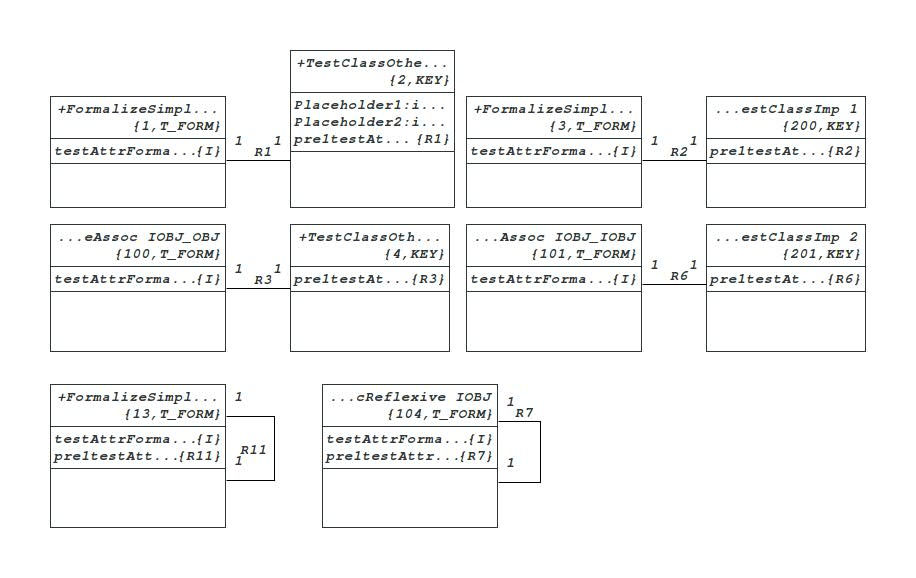 +FormalizeSimpl...
{1,T_FORM}
testAttrForma...{I}
1 1
R1
+TestClassOthe...
{2,KEY}
Placeholder1:i...
Placeholder2:i...
pre1testAt... {R1}
+FormalizeSimpl...
{3,T_FORM}
testAttrForma...{I}
1 1
R2
...estClassImp 1
{200,KEY}
pre1testAt...{R2}
...eAssoc IOBJ_OBJ
{100,T_FORM}
testAttrForma...{I}
1 1
R3
+TestClassOth...
{4,KEY}
pre1testAt...{R3}
...Assoc IOBJ_IOBJ
{101,T_FORM}
testAttrForma...{I}
1 1
R6
...estClassImp 2
{201,KEY}
pre1testAt...{R6}
+FormalizeSimpl...
{13,T_FORM}
testAttrForma...{I}
pre1testAtt...{R11}
1
R11
1
...cReflexive IOBJ
{104,T_FORM}
testAttrForma...{I}
pre1testAttr...{R7}
1
R7
1